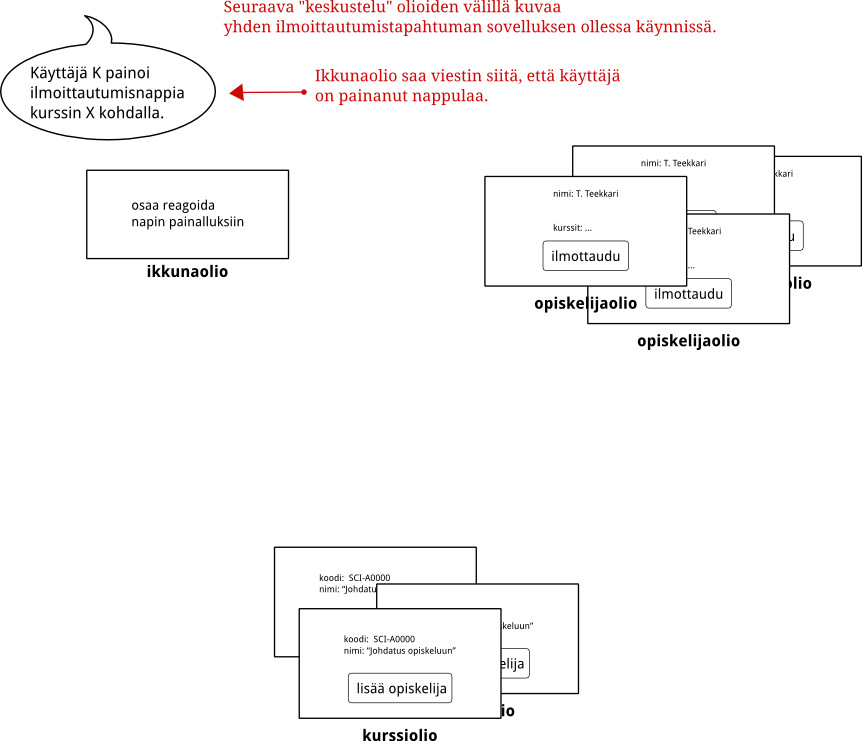 Seuraava "keskustelu" olioiden välillä kuvaa
yhden ilmoittautumistapahtuman sovelluksen ollessa käynnissä.
Käyttäjä K painoi
ilmoittautumisnappia
kurssin X kohdalla.
Ikkunaolio saa viestin siitä, että käyttäjä
on painanut nappulaa.
osaa reagoida
napin painalluksiin
ikkunaolio
nimi: T. Teekkari
kkari
nimi: T. Teekkari
kurssit: ...
ilmottaudu
opiskelijaolio
u
olio
Teekkari
...
ilmottaudu
opiskelijaolio
koodi: SCI-A0000
nimi: “Johdatu
skeluun”
elija
io
koodi: SCI-A0000
nimi: “Johdatus opiskeluun”
lisää opiskelija
kurssiolio